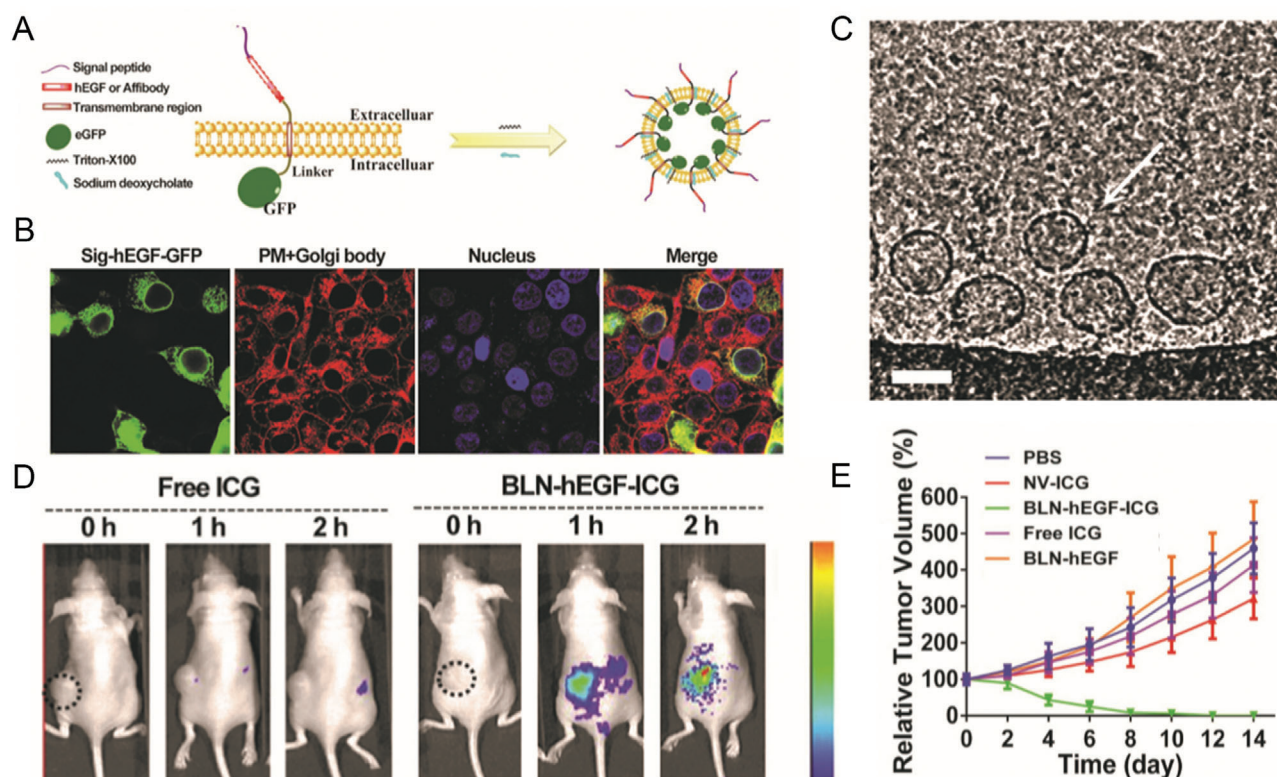 A
Signal peptide
hEGF or Affibody
Transmembrane region
eGFP
Triton-X100
Sodium deoxycholate
Extracelluar
Intracelluar
Linker
GFP
B
Sig-hEGF-GFP
PM+Golgi body
Nucleus
Merge
C
D
Free ICG
BLN-hEGF-ICG
0 h
1 h
2 h
0 h
1 h
2 h
E
PBS
NV-ICG
BLN-hEGF-ICG
Free ICG
BLN-hEGF
Relative Tumor Volume (%)
600
500
400
300
200
100
0
0 2 4 6 8 10 12 14
Time (day)